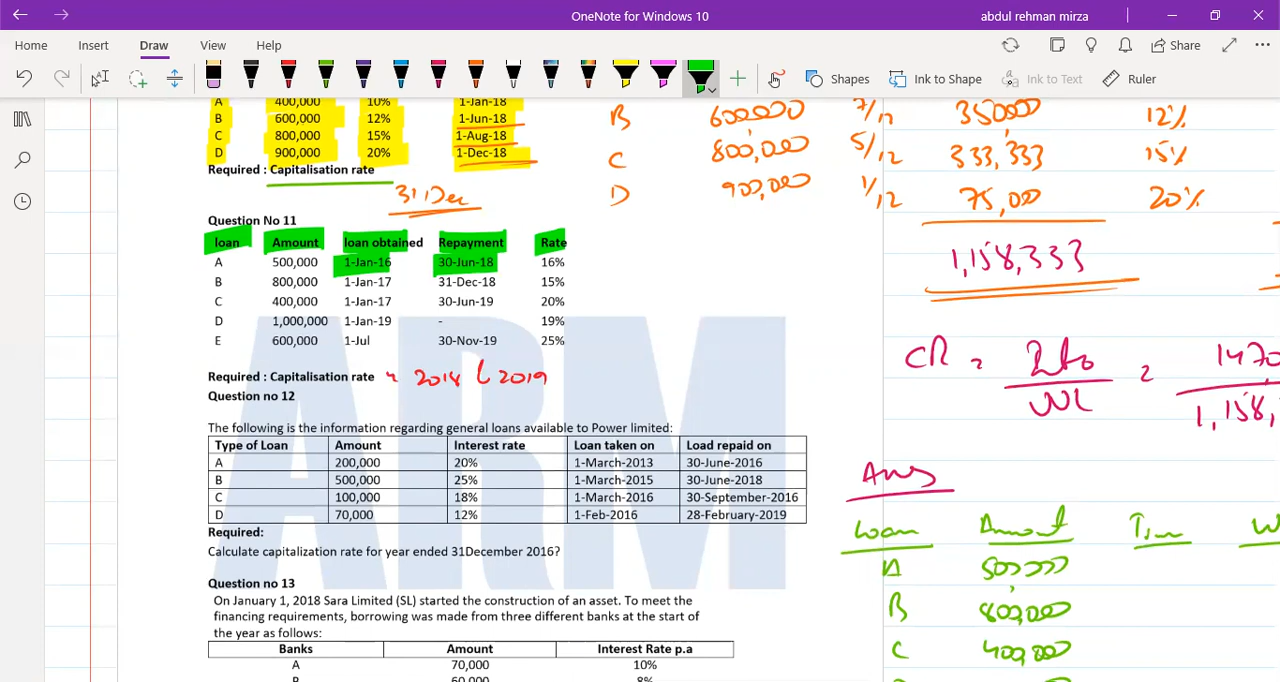 OneNote for Windows 10
abdul rehman mirza
Home Insert Draw View Help
Share
Shapes Ink to Shape Ink to Text Ruler
A 400,000 10% 1-Jan-18
B 600,000 12% 1-Jun-18
C 800,000 15% 1-Aug-18
D 900,000 20% 1-Dec-18
Required : Capitalisation rate
31 Dec
B 600000 7/12 350000 12%
C 800,000 5/12 333,333 15%
D 900,000 1/12 75,000 20%
1,158,333
Question No 11
loan Amount loan obtained Repayment Rate
A 500,000 1-Jan-16 30-Jun-18 16%
B 800,000 1-Jan-17 31-Dec-18 15%
C 400,000 1-Jan-17 30-Jun-19 20%
D 1,000,000 1-Jan-19 - 19%
E 600,000 1-Jul 30-Nov-19 25%
Required : Capitalisation rate 2018 2019
CR =
1470
1,158,
Question no 12
The following is the information regarding general loans available to Power limited:
Type of Loan Amount Interest rate Loan taken on Load repaid on
A 200,000 20% 1-March-2013 30-June-2016
B 500,000 25% 1-March-2015 30-June-2018
C 100,000 18% 1-March-2016 30-September-2016
D 70,000 12% 1-Feb-2016 28-February-2019
Required:
Calculate capitalization rate for year ended 31December 2016?
Ans
Loan Amount Time W
A 500000
B 800,000
C 400,000
Question no 13
On January 1, 2018 Sara Limited (SL) started the construction of an asset. To meet the
financing requirements, borrowing was made from three different banks at the start of
the year as follows:
Banks Amount Interest Rate p.a
A 70,000 10%
B 60,000 8%
ARM